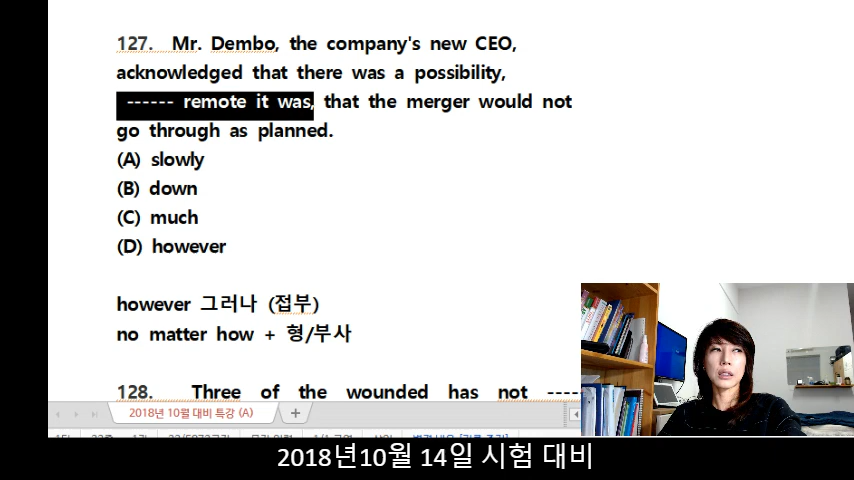 127. Mr. Dembo, the company's new CEO,
acknowledged that there was a possibility,
------ remote it was, that the merger would not
go through as planned.
(A) slowly
(B) down
(C) much
(D) however
however 그러나 (접부)
no matter how + 형/부사
128. Three of the wounded has not ----
2018년 10월 대비 특강 (A)
2018년10월 14일 시험 대비